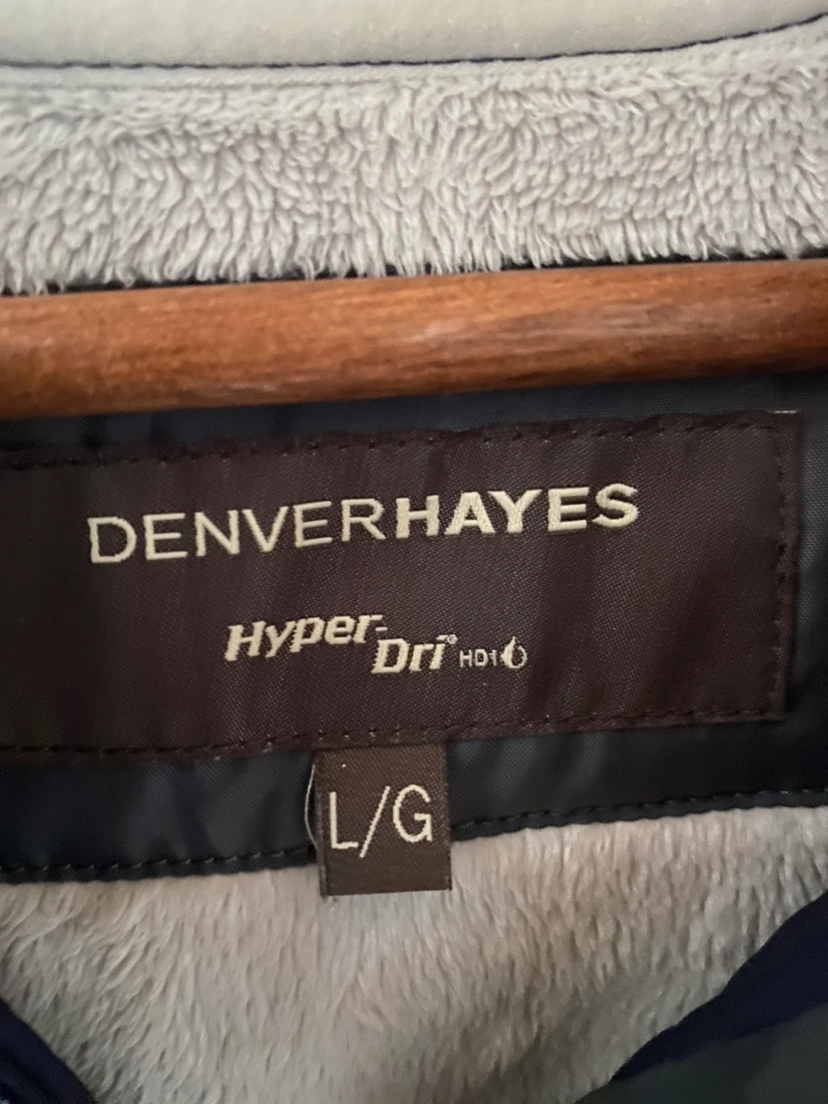 DENVERHAYES
Hyper-Dri® HD1
L/G